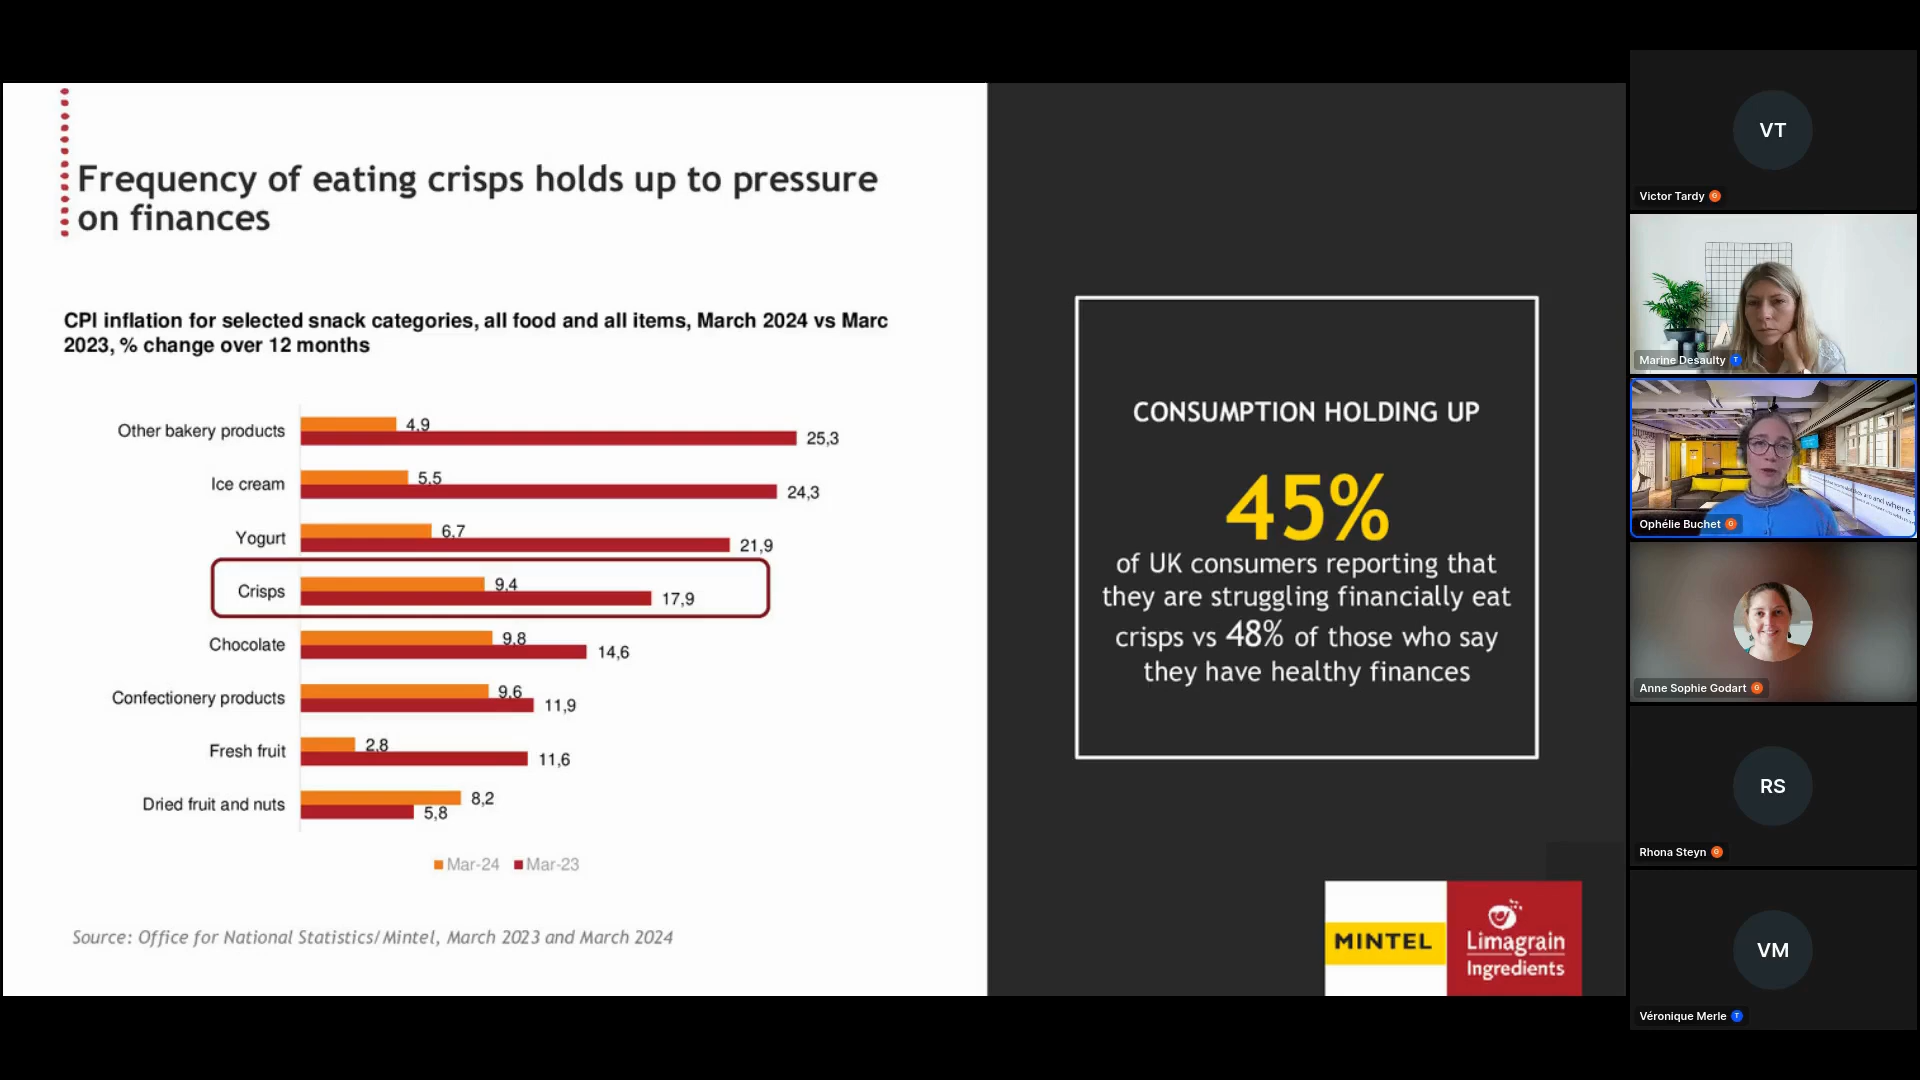 Frequency of eating crisps holds up to pressure
on finances
CPI inflation for selected snack categories, all food and all items, March 2024 vs Marc
2023, % change over 12 months
Other bakery products
4,9
25,3
Ice cream
5,5
24,3
Yogurt
6,7
21,9
Crisps
9,4
17,9
Chocolate
9,8
14,6
Confectionery products
9,6
11,9
Fresh fruit
2,8
11,6
Dried fruit and nuts
8,2
5,8
Mar-24 Mar-23
Source: Office for National Statistics/Mintel, March 2023 and March 2024
CONSUMPTION HOLDING UP
45%
of UK consumers reporting that
they are struggling financially eat
crisps vs 48% of those who say
they have healthy finances
MINTEL
Limagrain
Ingredients
VT
Victor Tardy
Marine Desaulty
Ophélie Buchet
Anne Sophie Godart
RS
Rhona Steyn
VM
Véronique Merle